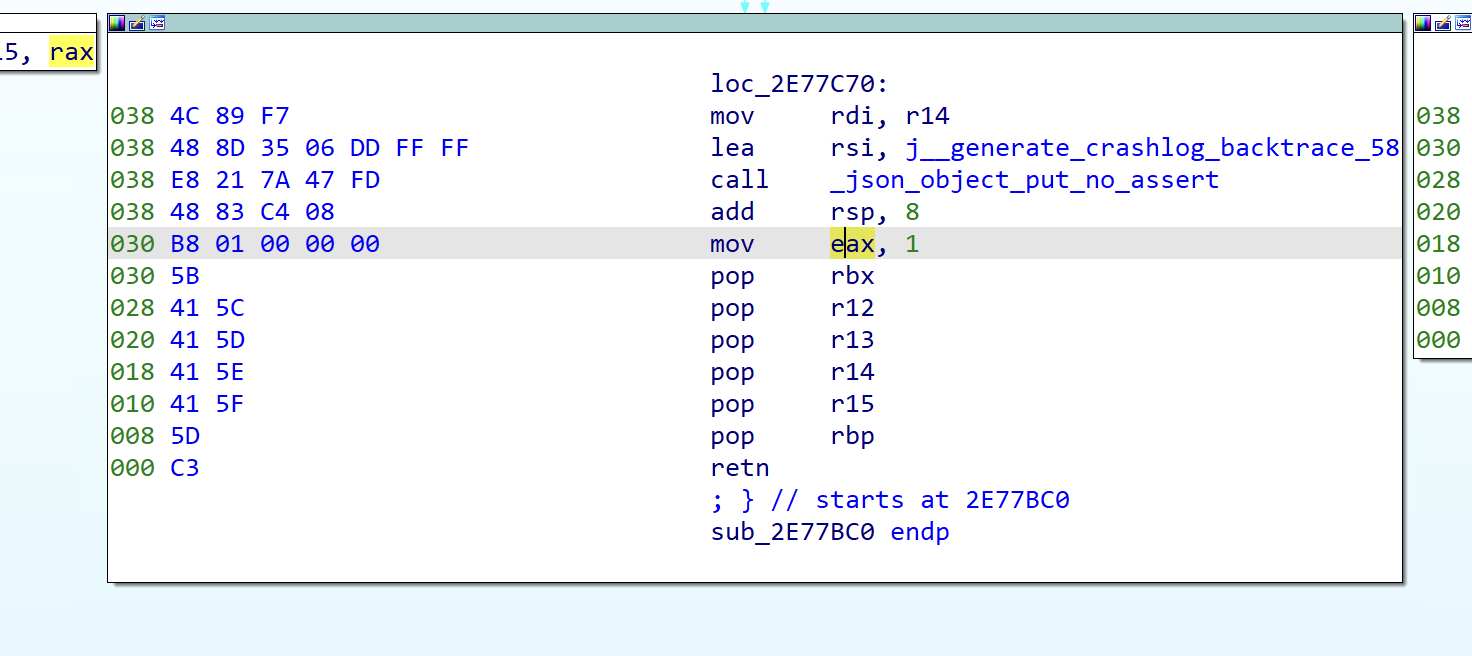 15, rax
loc_2E77C70:
038 4C 89 F7 mov rdi, r14 038
038 48 8D 35 06 DD FF FF lea rsi, j__generate_crashlog_backtrace_58 030
038 E8 21 7A 47 FD call _json_object_put_no_assert 028
038 48 83 C4 08 add rsp, 8 020
030 B8 01 00 00 00 mov eax, 1 018
030 5B pop rbx 010
028 41 5C pop r12 008
020 41 5D pop r13 000
018 41 5E pop r14
010 41 5F pop r15
008 5D pop rbp
000 C3 retn
; } // starts at 2E77BC0
sub_2E77BC0 endp